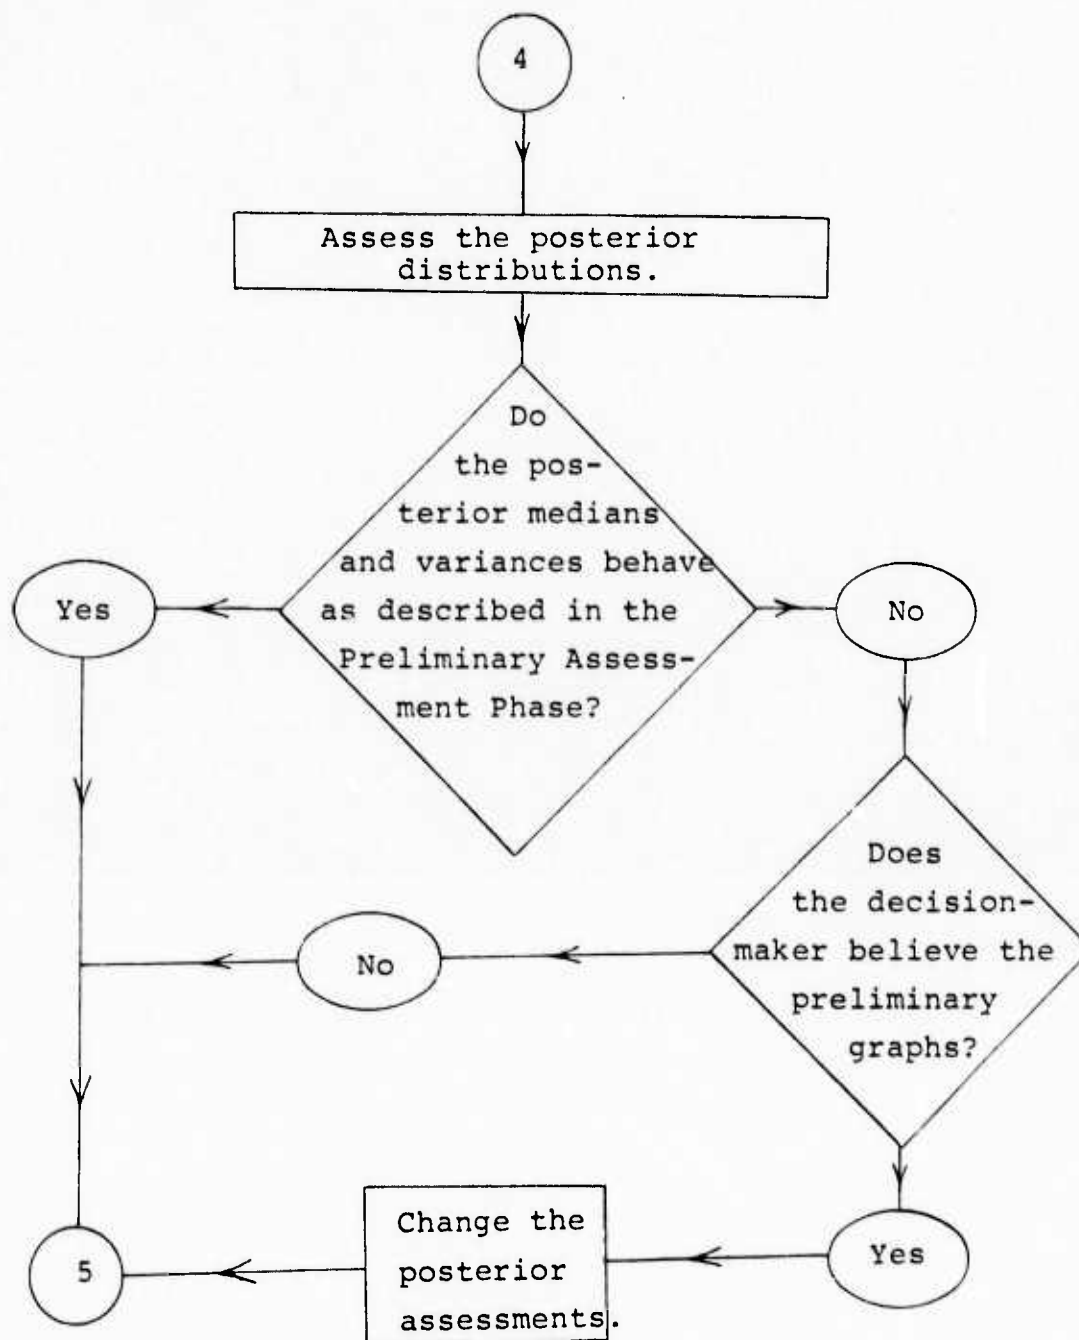 4
Assess the posterior
distributions.
Do
the pos-
terior medians
and variances behave
as described in the
Preliminary Assess-
ment Phase?
Yes
No
Does
the decision-
maker believe the
preliminary
graphs?
No
Yes
Change the
posterior
assessments.
5